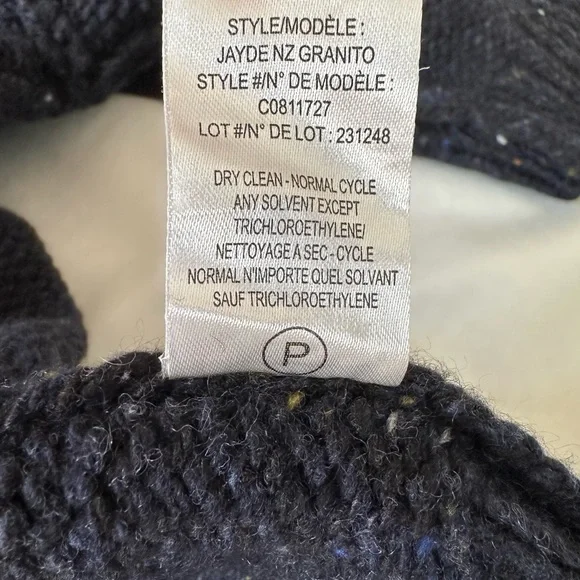 STYLE/MODÈLE :
JAYDE NZ GRANITO
STYLE #/N° DE MODÈLE :
C0811727
LOT #/N° DE LOT : 231248
DRY CLEAN - NORMAL CYCLE
ANY SOLVENT EXCEPT
TRICHLOROETHYLENE/
NETTOYAGE A SEC - CYCLE
NORMAL N'IMPORTE QUEL SOLVANT
SAUF TRICHLOROETHYLENE
P